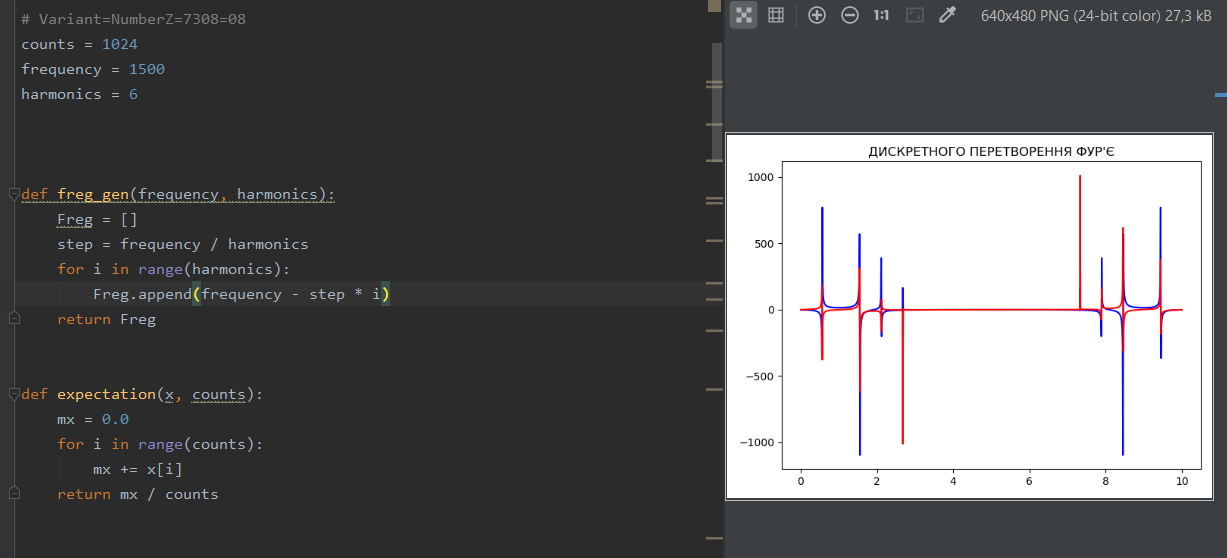 # Variant=NumberZ=7308=08
counts = 1024
frequency = 1500
harmonics = 6
def freg_gen(frequency, harmonics):
Freg = []
step = frequency / harmonics
for i in range(harmonics):
Freg.append(frequency - step * i)
return Freg
def expectation(x, counts):
mx = 0.0
for i in range(counts):
mx += x[i]
return mx / counts
1:1
640x480 PNG (24-bit color) 27,3 kB
ДИСКРЕТНОГО ПЕРЕТВОРЕННЯ ФУР'Є
1000
500
0
−500
−1000
0 2 4 6 8 10